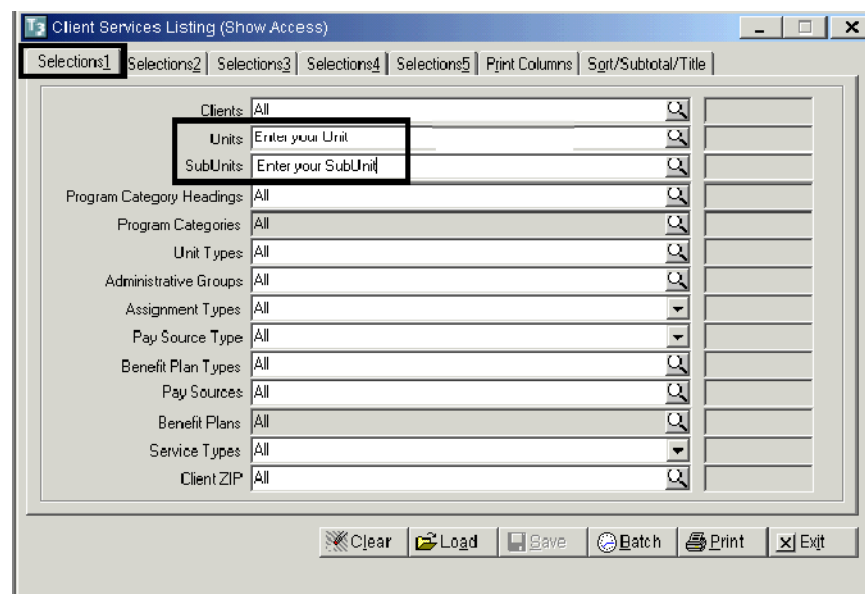 T3 Client Services Listing (Show Access)
Selections1 Selections2 Selections3 Selections4 Selections5 Print Columns Sort/Subtotal/Title
Clients All
Units Enter your Unit
SubUnits Enter your SubUnit
Program Category Headings All
Program Categories All
Unit Types All
Administrative Groups All
Assignment Types All
Pay Source Type All
Benefit Plan Types All
Pay Sources All
Benefit Plans All
Service Types All
Client ZIP All
Clear Load Save Batch Print Exit